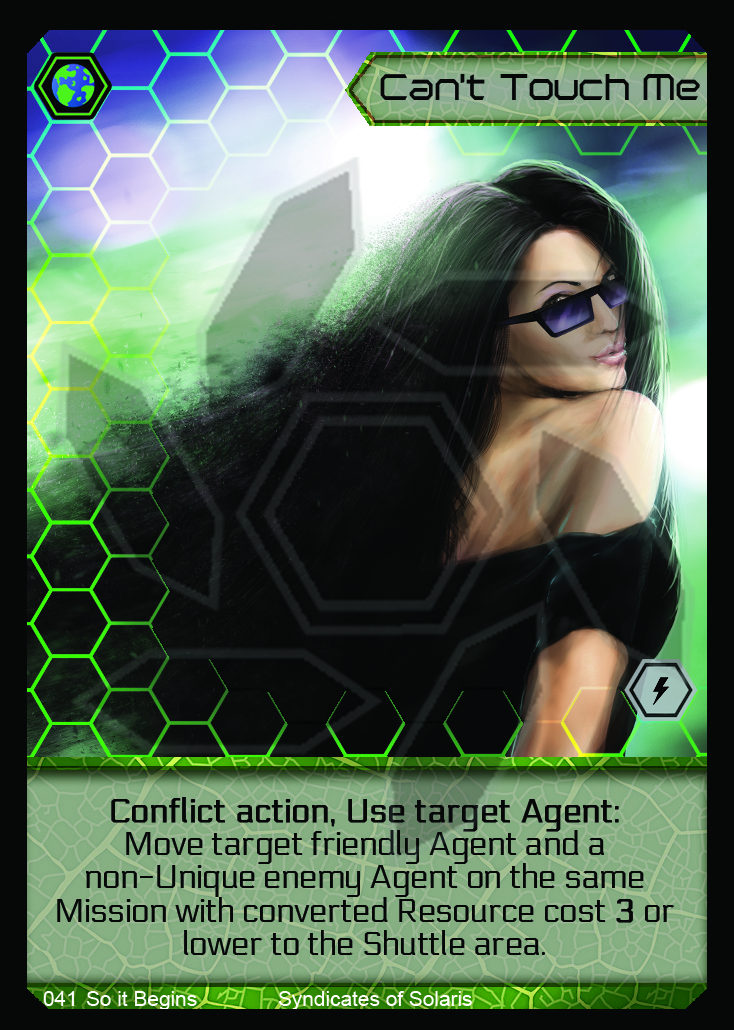 Can't Touch Me
Conflict action, Use target Agent:
Move target friendly Agent and a
non-Unique enemy Agent on the same
Mission with converted Resource cost 3 or
lower to the Shuttle area.
041 So it Begins Syndicates of Solaris